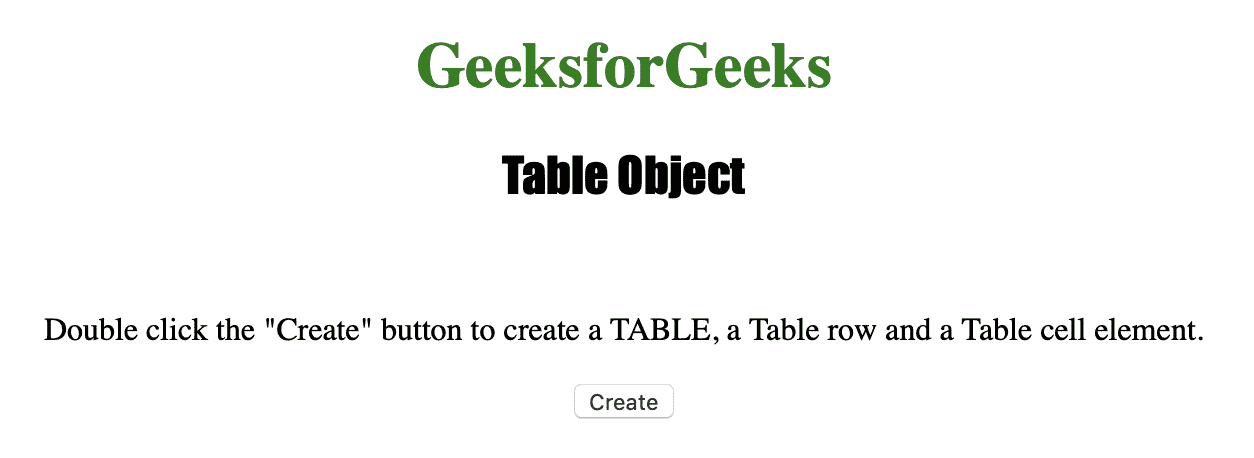 GeeksforGeeks
Table Object
Double click the "Create" button to create a TABLE, a Table row and a Table cell element.
Create